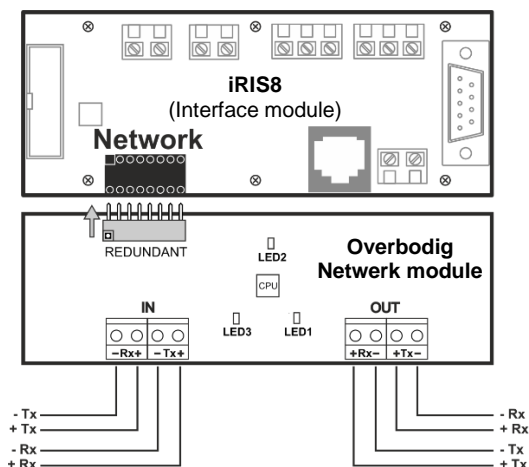 iRIS8
(Interface module)
Network
REDUNDANT
LED2
Overbodig
Netwerk module
CPU
IN
LED3
LED1
OUT
−Rx+ −Tx+
+Rx− +Tx−
- Tx
+ Tx
- Rx
+ Rx
- Rx
+ Rx
- Tx
+ Tx